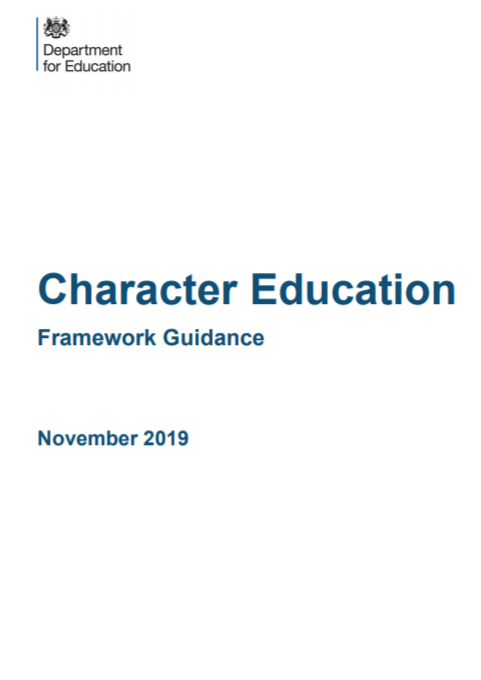 Department
for Education
Character Education
Framework Guidance
November 2019